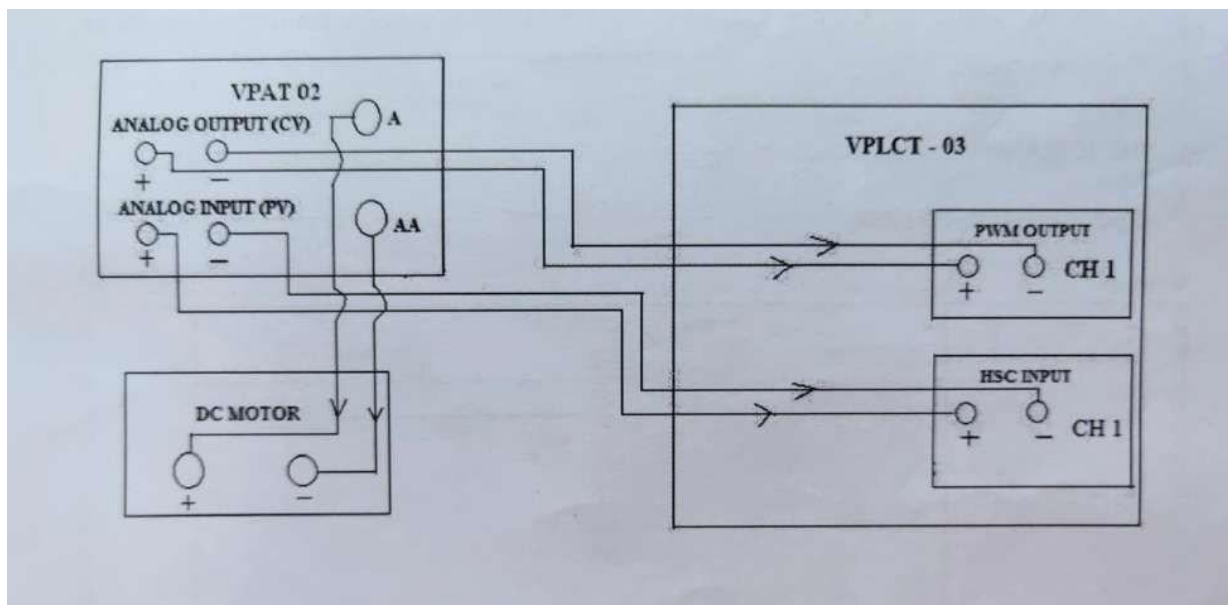 VPAT 02
ANALOG OUTPUT (CV)
A
+ −
ANALOG INPUT (PV)
AA
+ −
DC MOTOR
+ −
VPLCT - 03
PWM OUTPUT
CH 1
+ −
HSC INPUT
CH 1
+ −